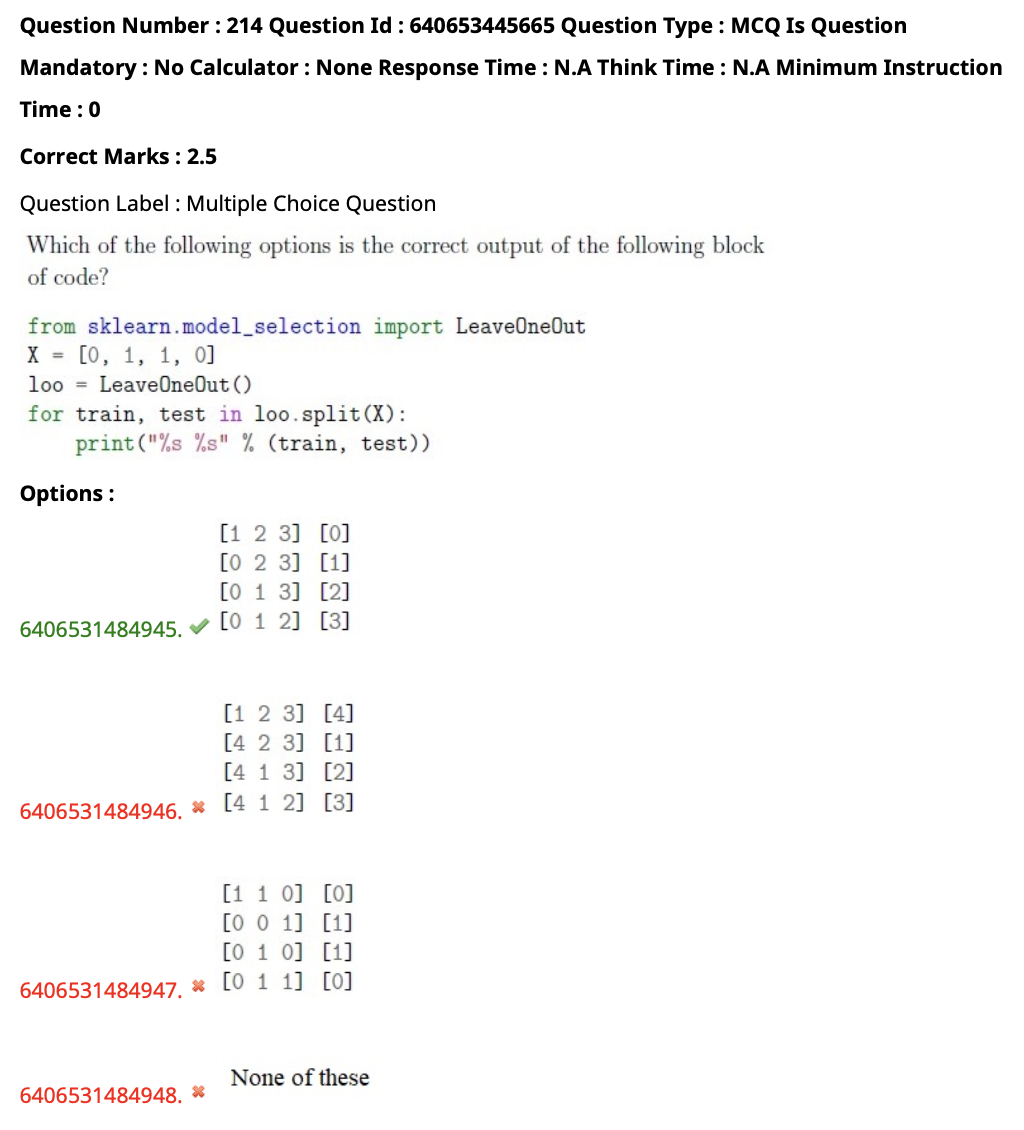 Question Number : 214 Question Id : 640653445665 Question Type : MCQ Is Question
Mandatory : No Calculator : None Response Time : N.A Think Time : N.A Minimum Instruction
Time : 0
Correct Marks : 2.5
Question Label : Multiple Choice Question
Which of the following options is the correct output of the following block
of code?
from sklearn.model_selection import LeaveOneOut
X = [0, 1, 1, 0]
loo = LeaveOneOut()
for train, test in loo.split(X):
    print("%s %s" % (train, test))
Options :
[1 2 3] [0]
[0 2 3] [1]
[0 1 3] [2]
[0 1 2] [3]
6406531484945.
[1 2 3] [4]
[4 2 3] [1]
[4 1 3] [2]
[4 1 2] [3]
6406531484946.
[1 1 0] [0]
[0 0 1] [1]
[0 1 0] [1]
[0 1 1] [0]
6406531484947.
None of these
6406531484948.